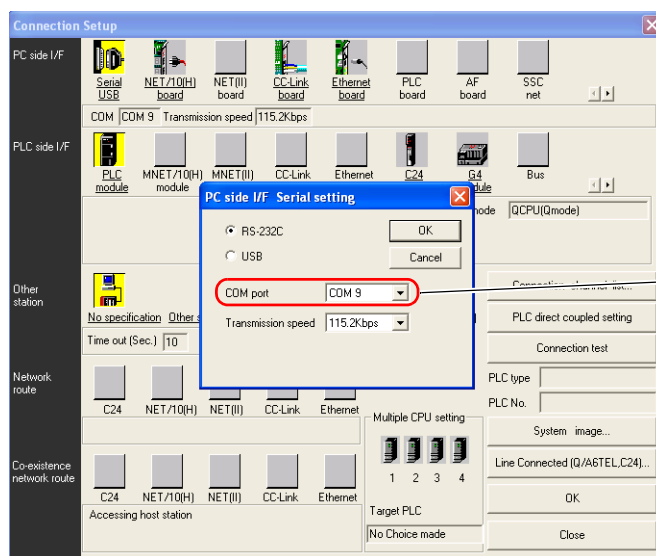 Connection Setup
PC side I/F
Serial USB
NET/10(H) board
NET(II) board
CC-Link board
Ethernet board
PLC board
AF board
SSC net
COM COM 9 Transmission speed 115.2Kbps
PLC side I/F
PLC module
MNET/10(H) module
MNET(II)
CC-Link
Ethernet
C24
G4
Bus
QCPU(Qmode)
PC side I/F Serial setting
RS-232C
OK
USB
Cancel
COM port COM 9
Transmission speed 115.2Kbps
Other station
No specification
Other
Time out (Sec.) 10
PLC direct coupled setting
Connection test
PLC type
PLC No.
System image...
Line Connected (Q/A6TEL,C24)...
OK
Close
Network route
C24
NET/10(H)
NET(II)
CC-Link
Ethernet
Multiple CPU setting
1 2 3 4
Target PLC
No Choice made
Co-existence network route
C24
NET/10(H)
NET(II)
CC-Link
Ethernet
Accessing host station